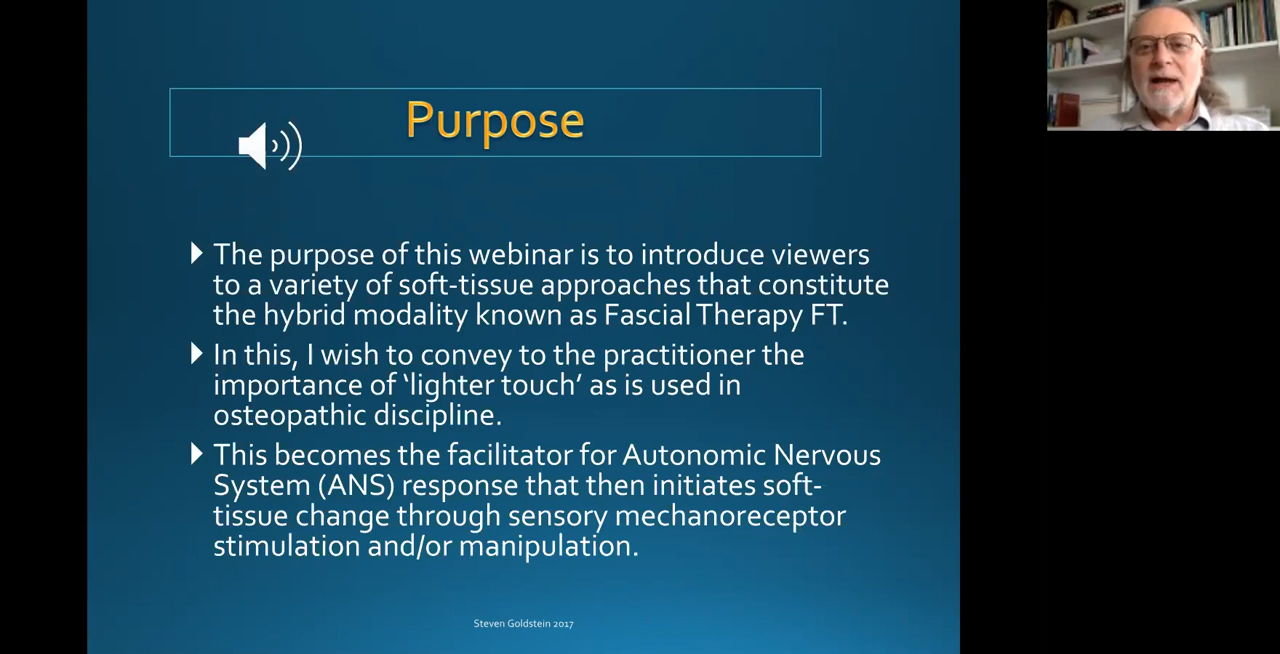 Purpose
The purpose of this webinar is to introduce viewers
to a variety of soft-tissue approaches that constitute
the hybrid modality known as Fascial Therapy FT.
In this, I wish to convey to the practitioner the
importance of ‘lighter touch’ as is used in
osteopathic discipline.
This becomes the facilitator for Autonomic Nervous
System (ANS) response that then initiates soft-
tissue change through sensory mechanoreceptor
stimulation and/or manipulation.
Steven Goldstein 2017